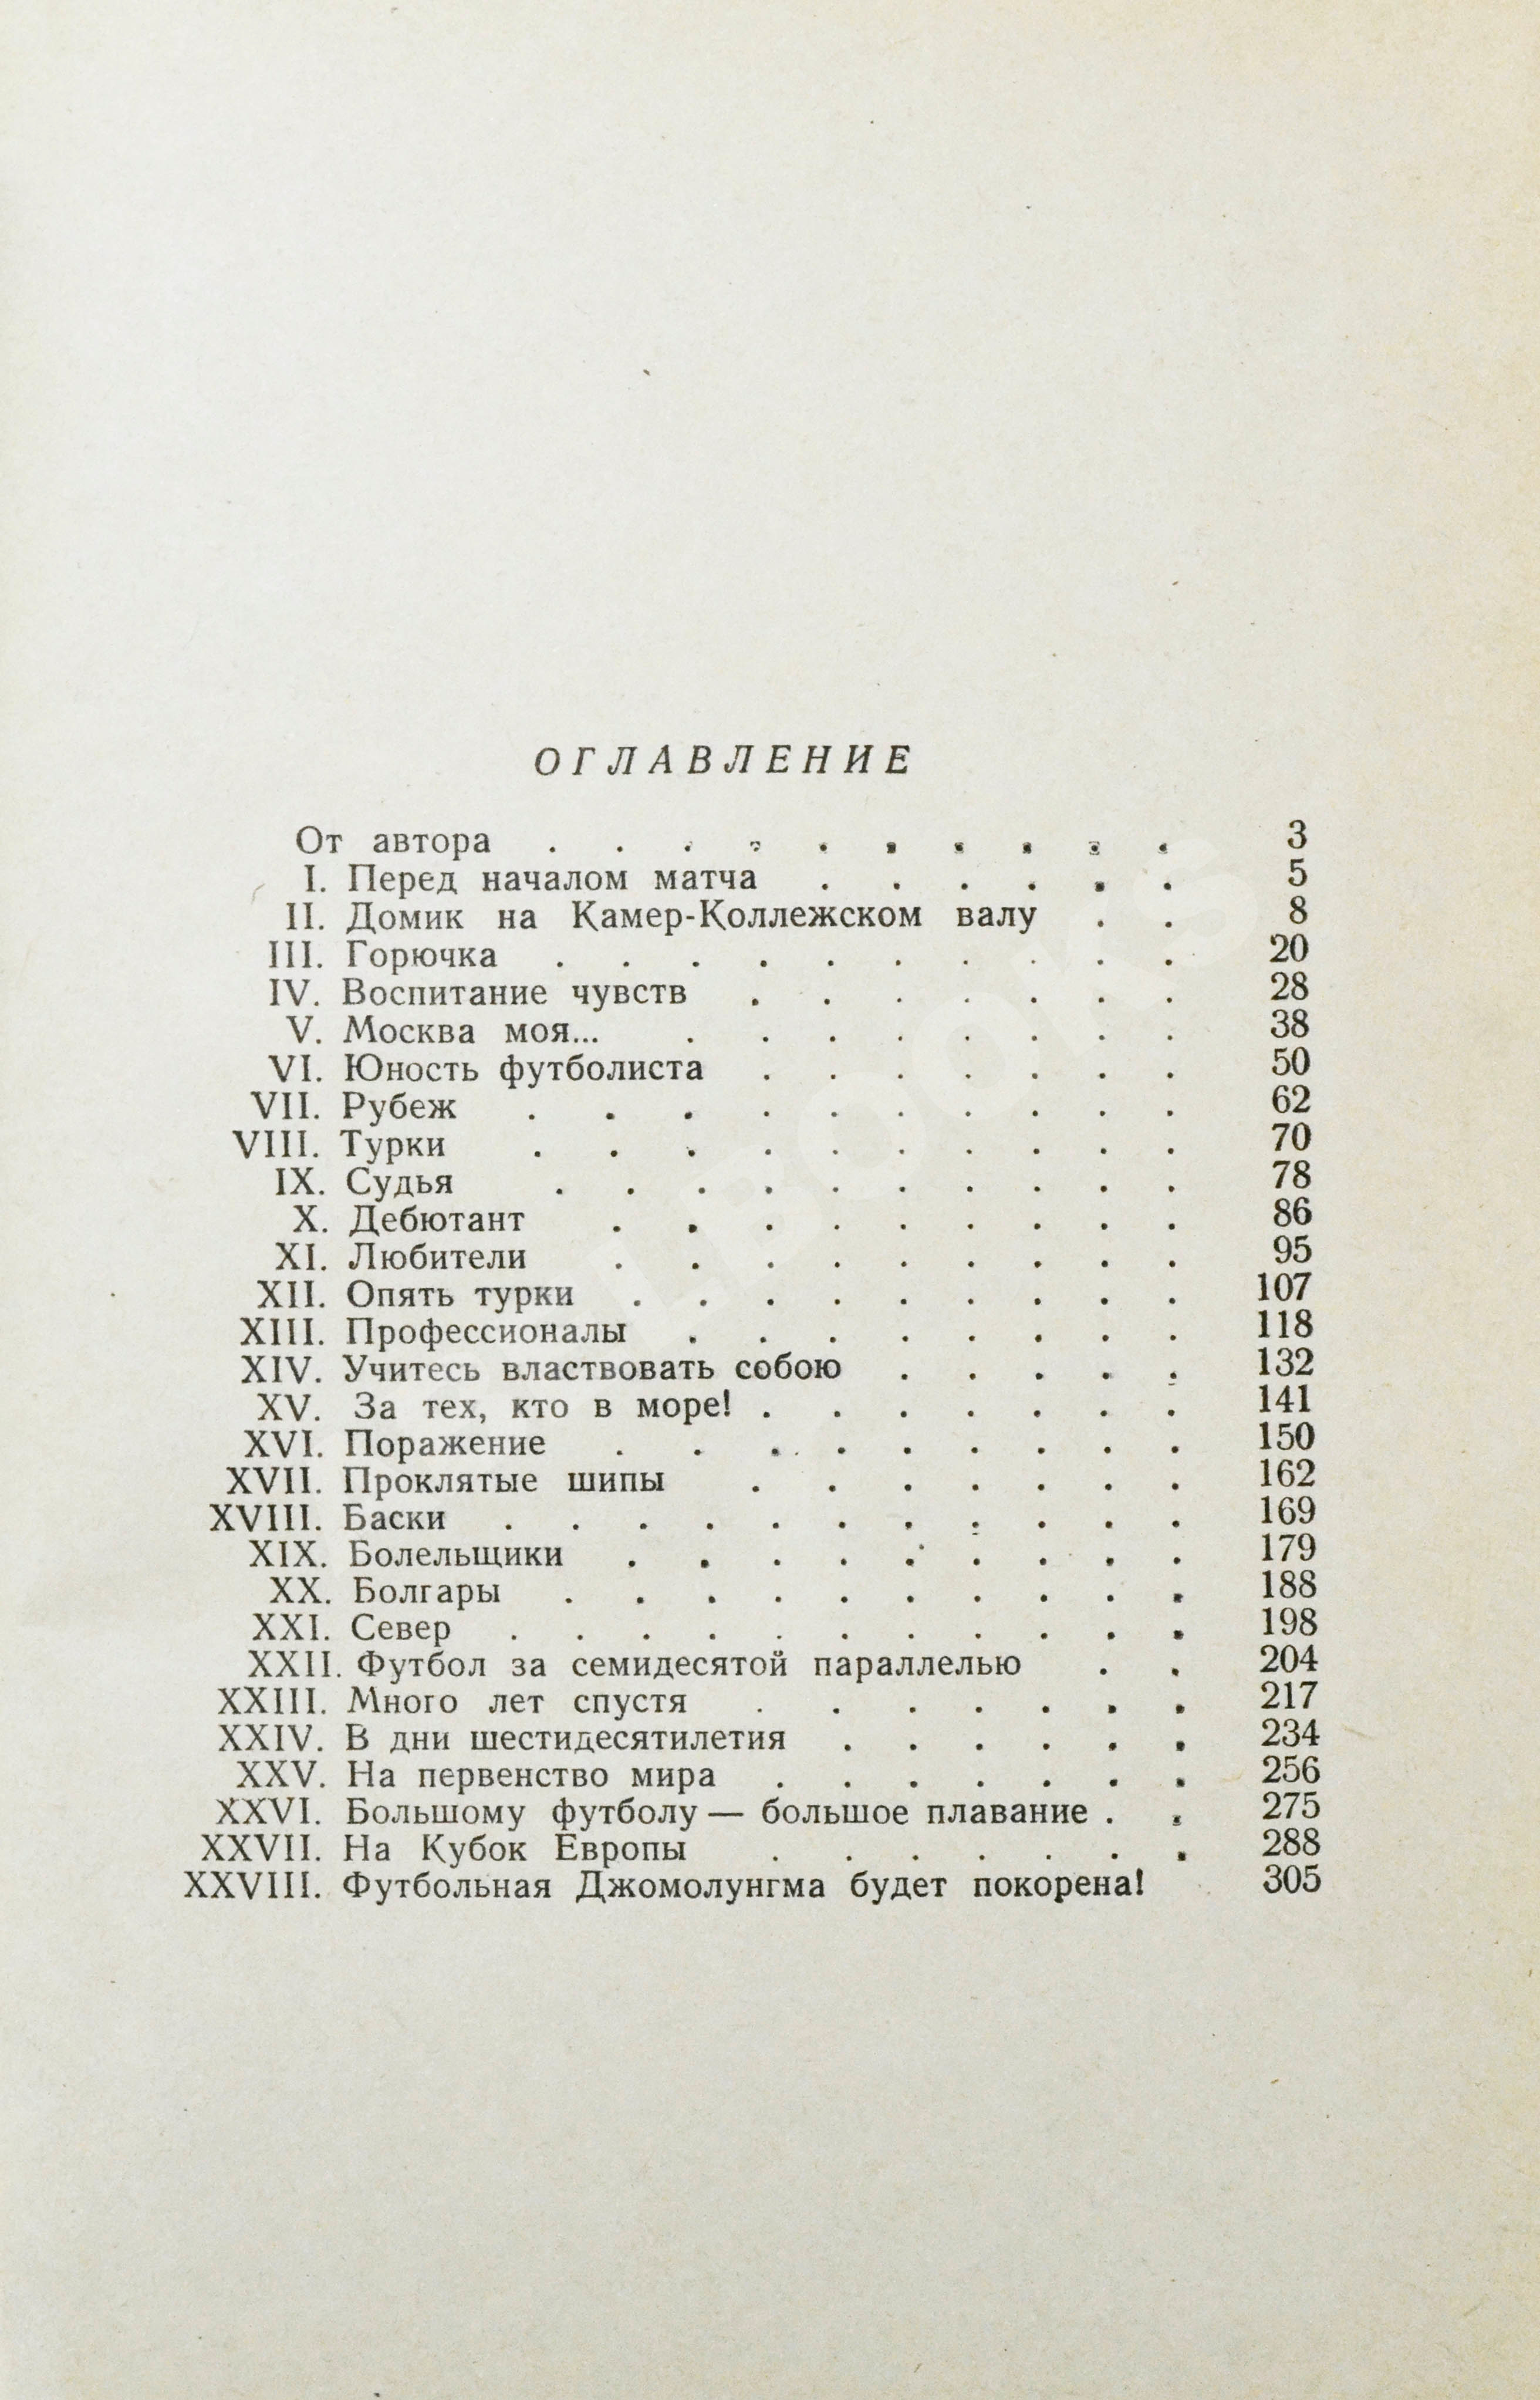 ОГЛАВЛЕНИЕ
От автора . . . . . . . . . . 3
I. Перед началом матча . . . . . . 5
II. Домик на Камер-Коллежском валу . . 8
III. Горючка . . . . . . . . . . 20
IV. Воспитание чувств . . . . . . . 28
V. Москва моя... . . . . . . . . 38
VI. Юность футболиста . . . . . . . 50
VII. Рубеж . . . . . . . . . . 62
VIII. Турки . . . . . . . . . . 70
IX. Судья . . . . . . . . . . 78
X. Дебютант . . . . . . . . . 86
XI. Любители . . . . . . . . . 95
XII. Опять турки . . . . . . . . . 107
XIII. Профессионалы . . . . . . . . 118
XIV. Учитесь властвовать собою . . . . . 132
XV. За тех, кто в море! . . . . . . . 141
XVI. Поражение . . . . . . . . . 150
XVII. Проклятые шипы . . . . . . . 162
XVIII. Баски . . . . . . . . . . . 169
XIX. Болельщики . . . . . . . . . 179
XX. Болгары . . . . . . . . . . 188
XXI. Север . . . . . . . . . . . 198
XXII. Футбол за семидесятой параллелью . . 204
XXIII. Много лет спустя . . . . . . . 217
XXIV. В дни шестидесятилетия . . . . . . 234
XXV. На первенство мира . . . . . . . 256
XXVI. Большому футболу — большое плавание . . 275
XXVII. На Кубок Европы . . . . . . . 288
XXVIII. Футбольная Джомолунгма будет покорена! 305